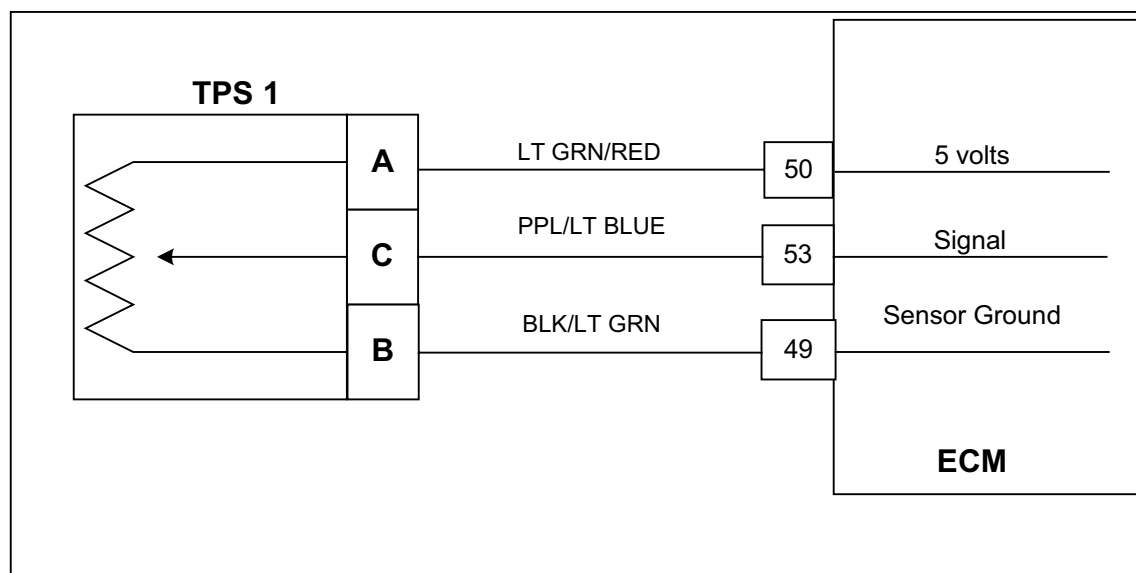 TPS 1
A
LT GRN/RED
50
5 volts
C
PPL/LT BLUE
53
Signal
B
BLK/LT GRN
49
Sensor Ground
ECM